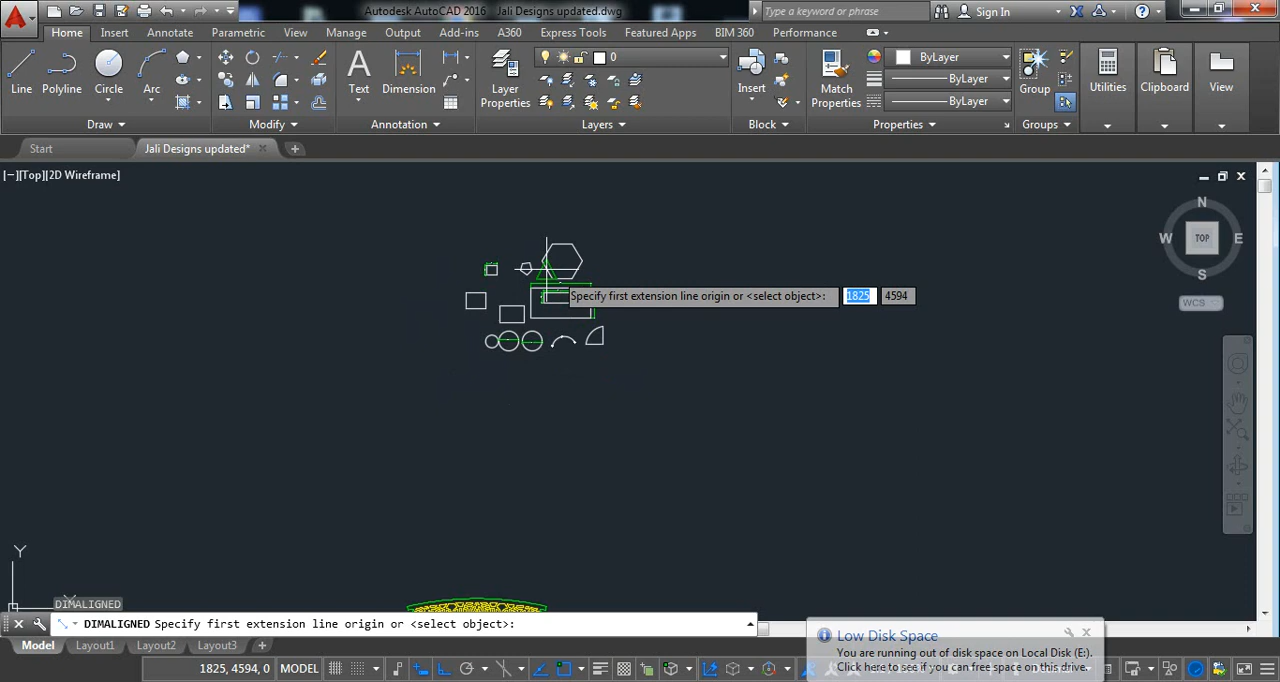 Autodesk AutoCAD 2016 Jali Designs updated.dwg
Type a keyword or phrase
Sign In
Home Insert Annotate Parametric View Manage Output Add-ins A360 Express Tools Featured Apps BIM 360 Performance
0
ByLayer
ByLayer
ByLayer
Line Polyline Circle Arc
Text Dimension
Layer
Properties
Insert
Match
Properties
Group
Utilities
Clipboard
View
Draw Modify Annotation Layers Block Properties Groups
Start Jali Designs updated*
[−][Top][2D Wireframe]
N
W TOP E
S
WCS
Specify first extension line origin or <select object>: 1825 4594
Y
DIMALIGNED
DIMALIGNED Specify first extension line origin or <select object>:
Model Layout1 Layout2 Layout3
Low Disk Space
You are running out of disk space on Local Disk (E:).
Click here to see if you can free space on this drive.
1825, 4594, 0 MODEL